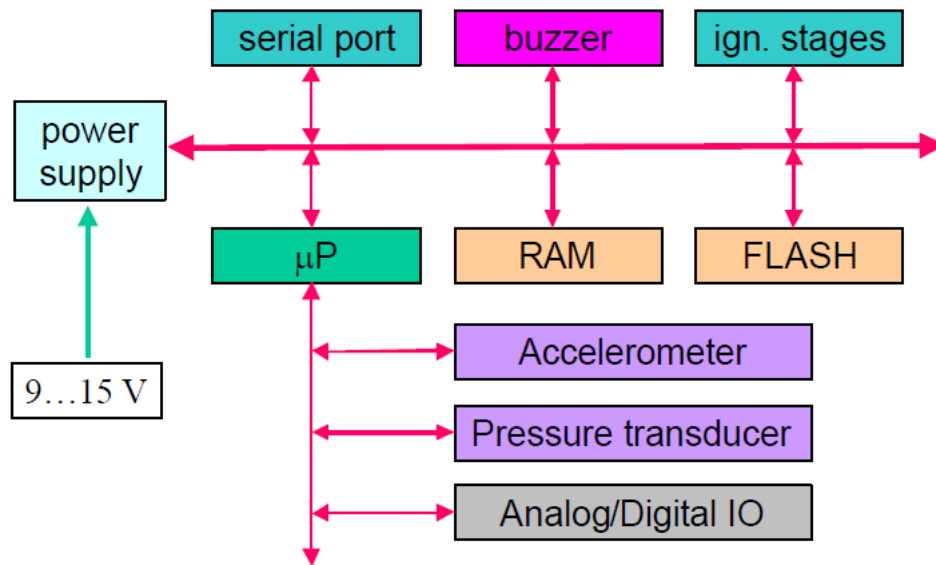 serial port
buzzer
ign. stages
power
supply
μP
RAM
FLASH
Accelerometer
9…15 V
Pressure transducer
Analog/Digital IO